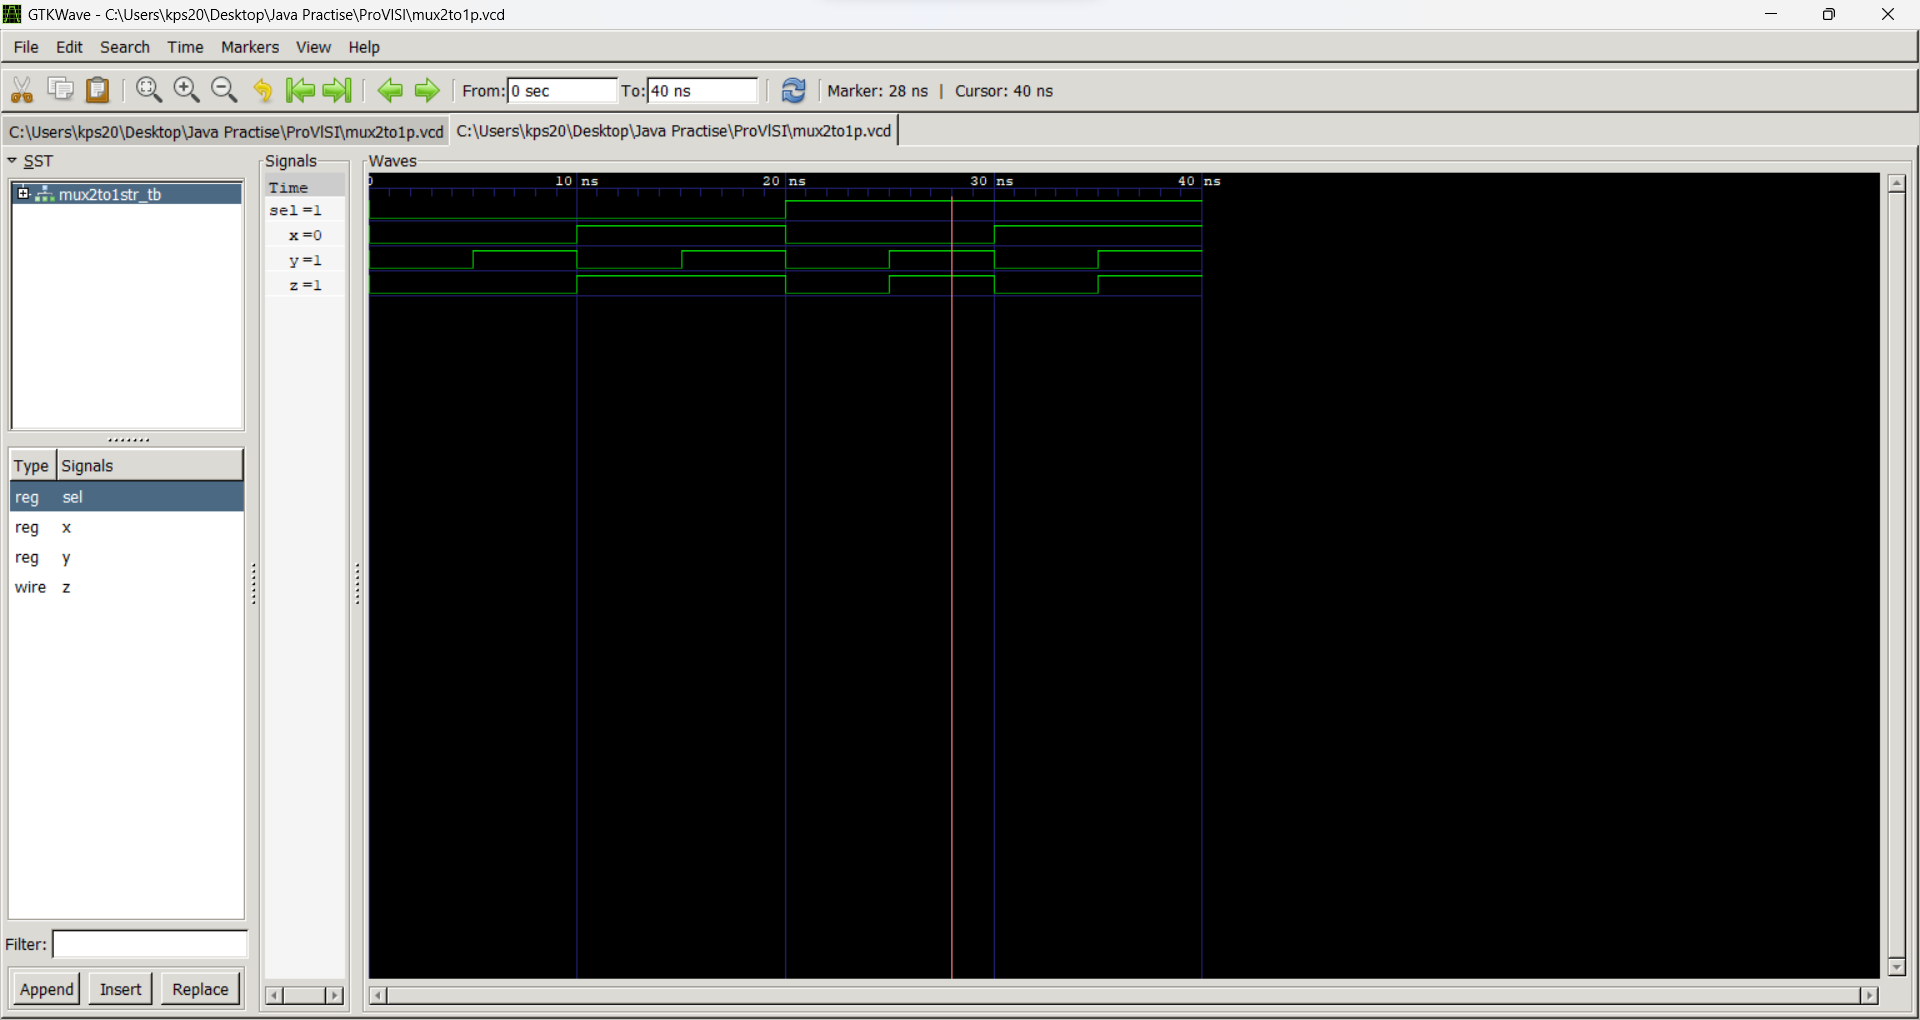 GTKWave - C:\Users\kps20\Desktop\Java Practise\ProVlSI\mux2to1p.vcd
File Edit Search Time Markers View Help
From: 0 sec To: 40 ns Marker: 28 ns | Cursor: 40 ns
C:\Users\kps20\Desktop\Java Practise\ProVlSI\mux2to1p.vcd C:\Users\kps20\Desktop\Java Practise\ProVlSI\mux2to1p.vcd
SST
mux2to1str_tb
Type Signals
reg sel
reg x
reg y
wire z
Filter:
Append Insert Replace
Signals
Time
sel=1
x=0
y=1
z=1
Waves
0 10 ns 20 ns 30 ns 40 ns